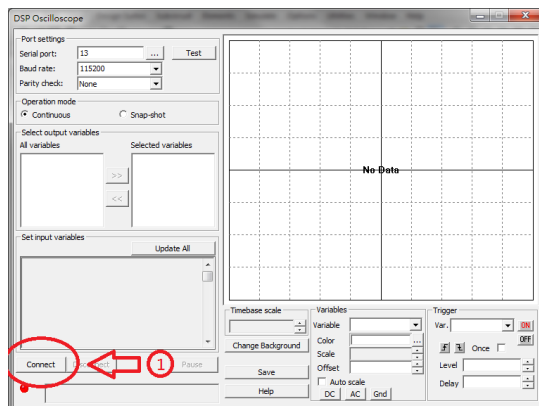 DSP Oscilloscope
Port settings
Serial port: 13 ... Test
Baud rate: 115200
Parity check: None
Operation mode
Continuous Snap-shot
Select output variables
All variables Selected variables
>>
<<
Set input variables
Update All
Connect Pause
1
No Data
Timebase scale
Change Background
Save
Help
Variables
Variable
Color ...
Scale
Offset
Auto scale
DC AC Gnd
Trigger
Var. ON
OFF
Once
Level
Delay